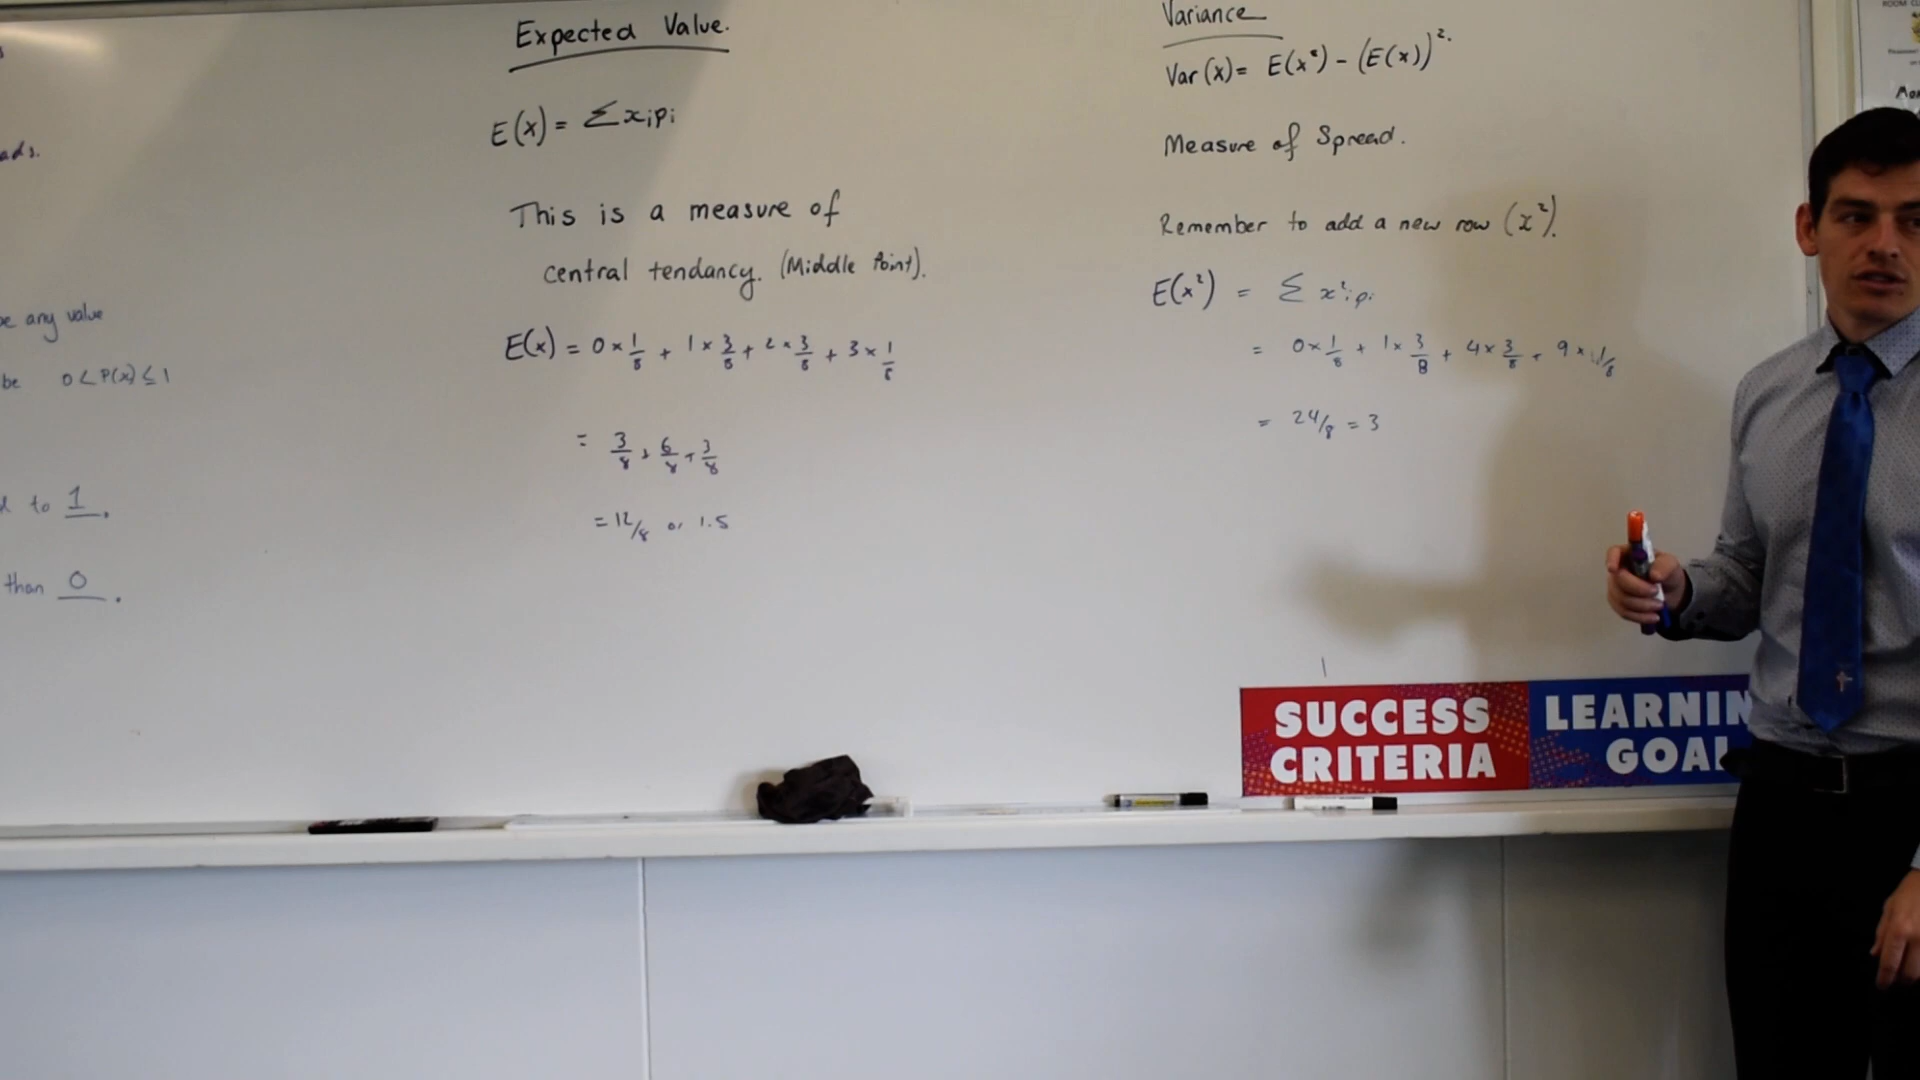 ads.
be any value
be 0 < P(x) ≤ 1
to 1.
than 0.
Expected Value.
E(x) = Σxᵢpᵢ
This is a measure of
central tendancy. (Middle Point).
E(x) = 0 × 1/8 + 1 × 3/8 + 2 × 3/8 + 3 × 1/8
= 3/8 + 6/8 + 3/8
= 12/8 or 1.5
Variance
Var(x) = E(x²) - (E(x))².
Measure of Spread.
Remember to add a new row (x²).
E(x²) = Σ x²ᵢpᵢ
= 0 × 1/8 + 1 × 3/8 + 4 × 3/8 + 9 × 1/8
= 24/8 = 3
SUCCESS
CRITERIA
LEARNIN
GOAL